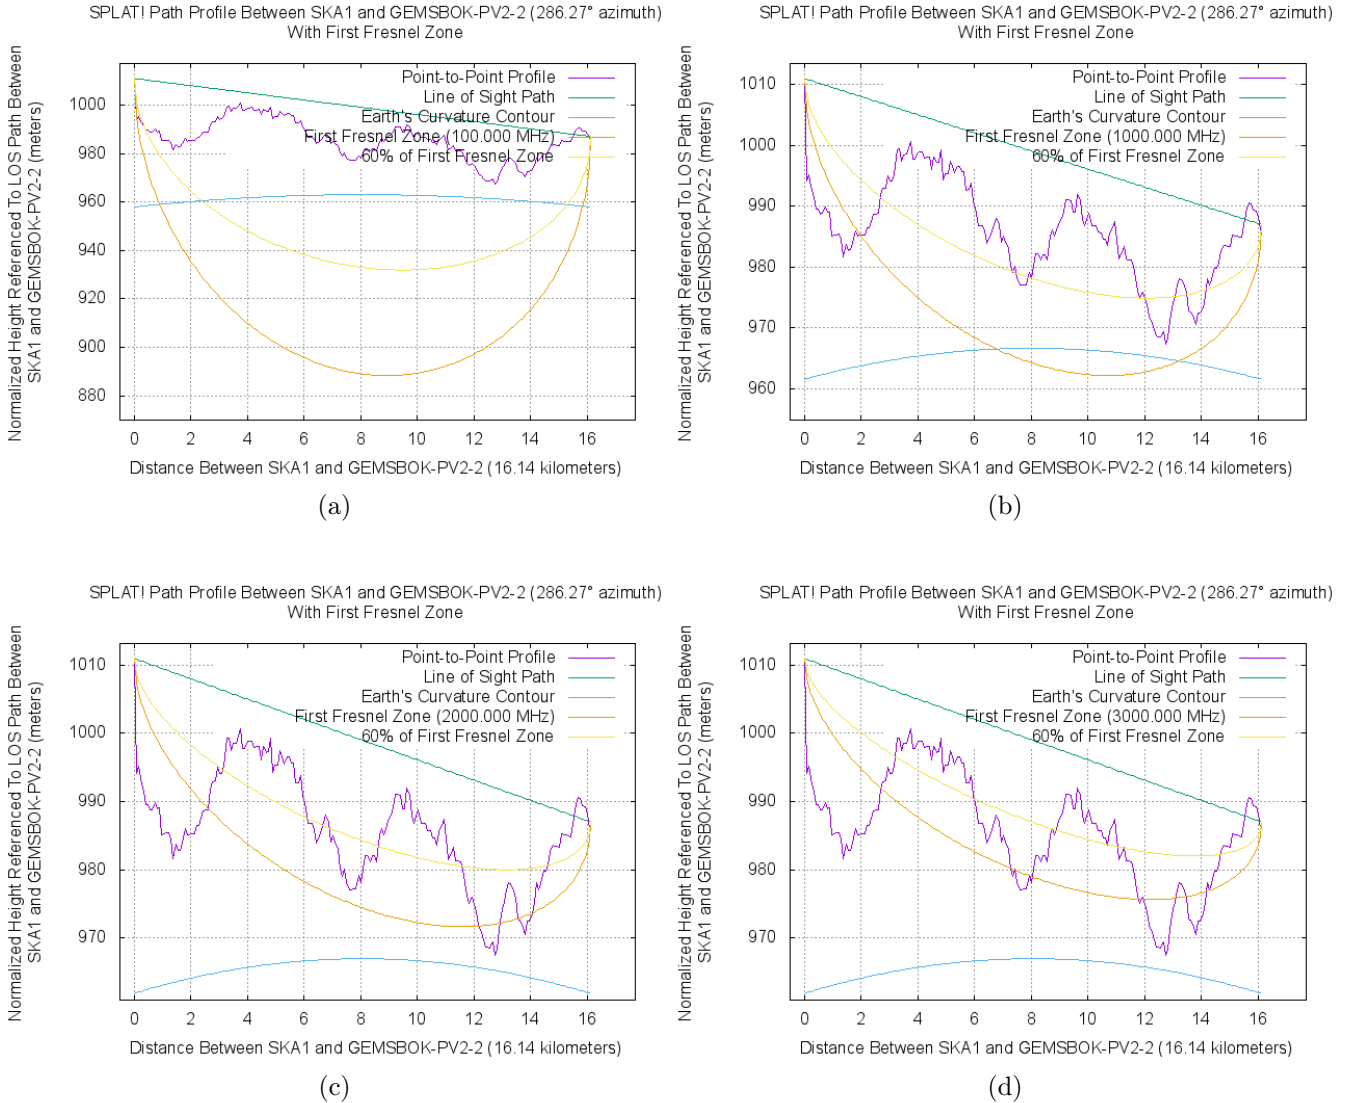 SPLAT! Path Profile Between SKA1 and GEMSBOK-PV2-2 (286.27° azimuth)
With First Fresnel Zone
Normalized Height Referenced To LOS Path Between
SKA1 and GEMSBOK-PV2-2 (meters)
Point-to-Point Profile
Line of Sight Path
Earth's Curvature Contour
First Fresnel Zone (100.000 MHz)
60% of First Fresnel Zone
1000
980
960
940
920
900
880
0 2 4 6 8 10 12 14 16
Distance Between SKA1 and GEMSBOK-PV2-2 (16.14 kilometers)
(a)
SPLAT! Path Profile Between SKA1 and GEMSBOK-PV2-2 (286.27° azimuth)
With First Fresnel Zone
Normalized Height Referenced To LOS Path Between
SKA1 and GEMSBOK-PV2-2 (meters)
Point-to-Point Profile
Line of Sight Path
Earth's Curvature Contour
First Fresnel Zone (1000.000 MHz)
60% of First Fresnel Zone
1010
1000
990
980
970
960
0 2 4 6 8 10 12 14 16
Distance Between SKA1 and GEMSBOK-PV2-2 (16.14 kilometers)
(b)
SPLAT! Path Profile Between SKA1 and GEMSBOK-PV2-2 (286.27° azimuth)
With First Fresnel Zone
Normalized Height Referenced To LOS Path Between
SKA1 and GEMSBOK-PV2-2 (meters)
Point-to-Point Profile
Line of Sight Path
Earth's Curvature Contour
First Fresnel Zone (2000.000 MHz)
60% of First Fresnel Zone
1010
1000
990
980
970
0 2 4 6 8 10 12 14 16
Distance Between SKA1 and GEMSBOK-PV2-2 (16.14 kilometers)
(c)
SPLAT! Path Profile Between SKA1 and GEMSBOK-PV2-2 (286.27° azimuth)
With First Fresnel Zone
Normalized Height Referenced To LOS Path Between
SKA1 and GEMSBOK-PV2-2 (meters)
Point-to-Point Profile
Line of Sight Path
Earth's Curvature Contour
First Fresnel Zone (3000.000 MHz)
60% of First Fresnel Zone
1010
1000
990
980
970
0 2 4 6 8 10 12 14 16
Distance Between SKA1 and GEMSBOK-PV2-2 (16.14 kilometers)
(d)